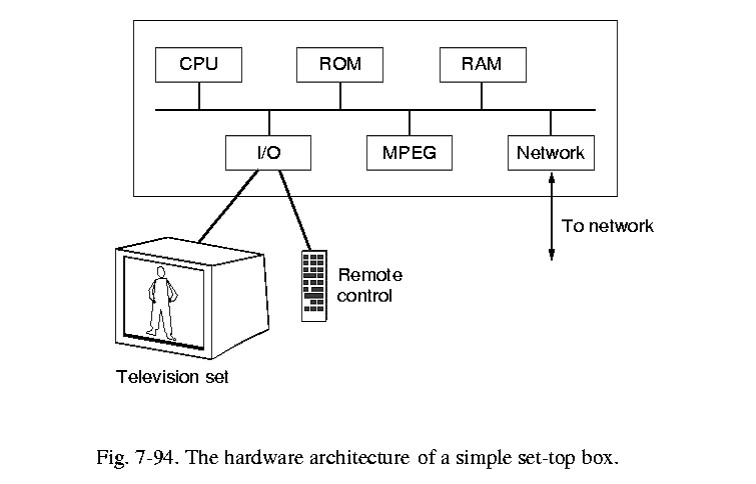 CPU
ROM
RAM
I/O
MPEG
Network
To network
Remote
control
Television set
Fig. 7-94. The hardware architecture of a simple set-top box.